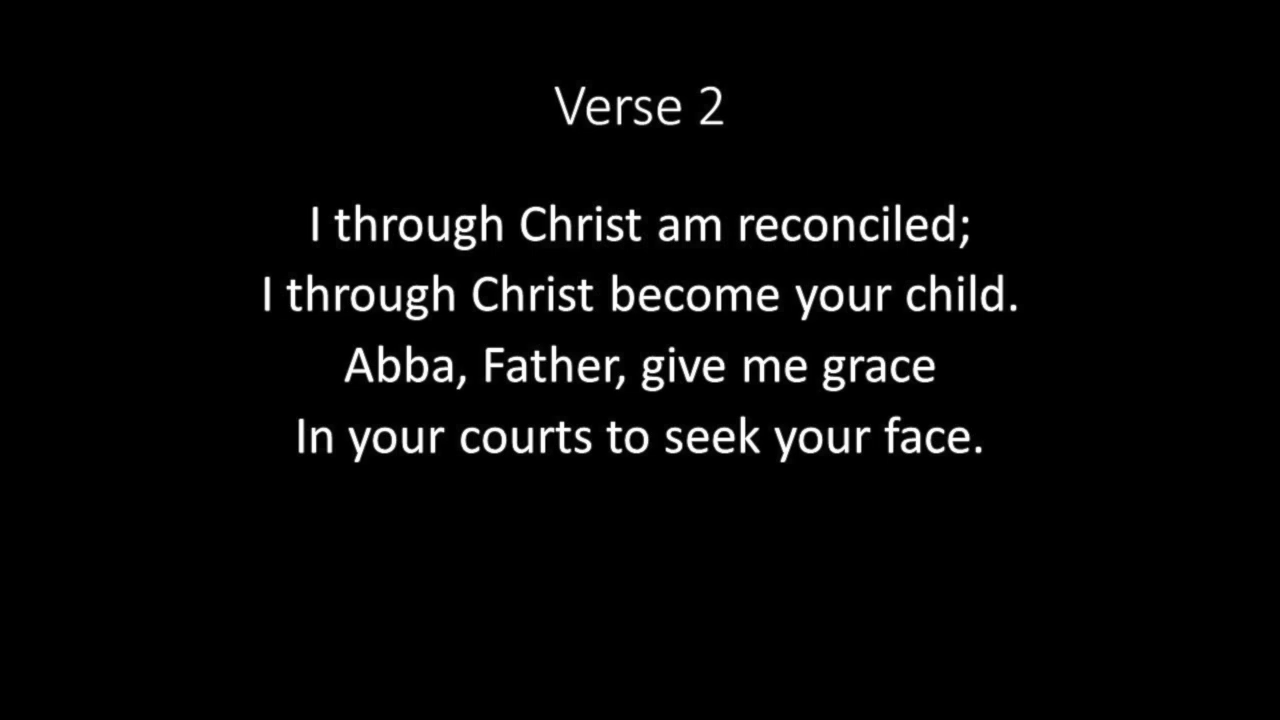 Verse 2
I through Christ am reconciled;
I through Christ become your child.
Abba, Father, give me grace
In your courts to seek your face.